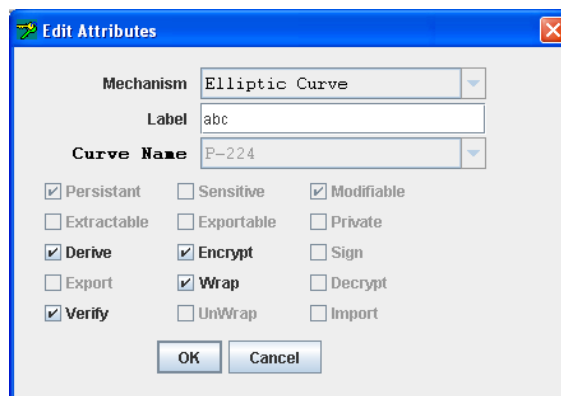 Edit Attributes
Mechanism Elliptic Curve
Label abc
Curve Name P-224
Persistant Sensitive Modifiable
Extractable Exportable Private
Derive Encrypt Sign
Export Wrap Decrypt
Verify UnWrap Import
OK Cancel